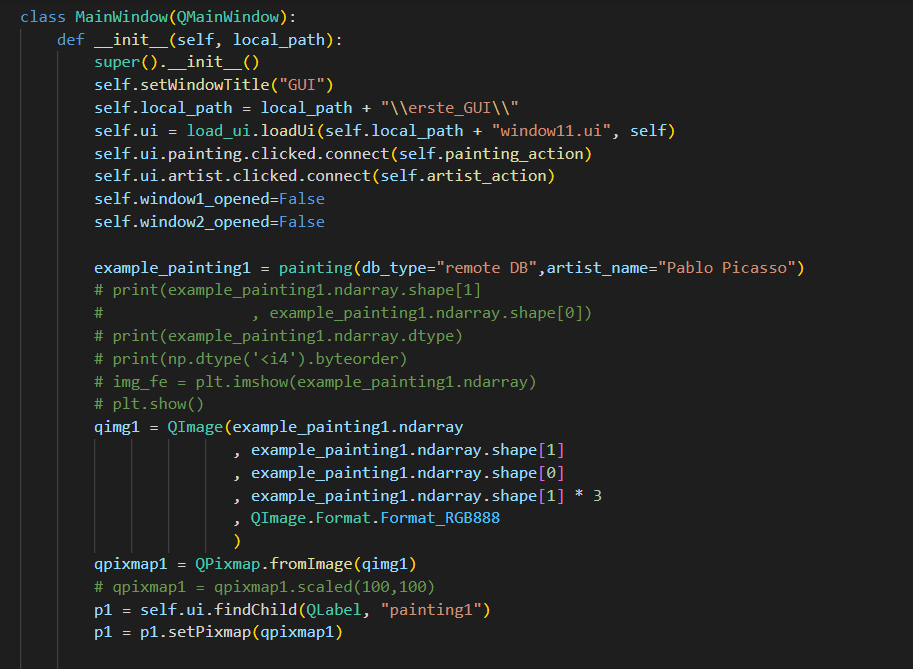 class MainWindow(QMainWindow):
    def __init__(self, local_path):
        super().__init__()
        self.setWindowTitle("GUI")
        self.local_path = local_path + "\\erste_GUI\\"
        self.ui = load_ui.loadUi(self.local_path + "window11.ui", self)
        self.ui.painting.clicked.connect(self.painting_action)
        self.ui.artist.clicked.connect(self.artist_action)
        self.window1_opened=False
        self.window2_opened=False

        example_painting1 = painting(db_type="remote DB",artist_name="Pablo Picasso")
        # print(example_painting1.ndarray.shape[1]
        #                , example_painting1.ndarray.shape[0])
        # print(example_painting1.ndarray.dtype)
        # print(np.dtype('<i4').byteorder)
        # img_fe = plt.imshow(example_painting1.ndarray)
        # plt.show()
        qimg1 = QImage(example_painting1.ndarray
                       , example_painting1.ndarray.shape[1]
                       , example_painting1.ndarray.shape[0]
                       , example_painting1.ndarray.shape[1] * 3
                       , QImage.Format.Format_RGB888
                       )
        qpixmap1 = QPixmap.fromImage(qimg1)
        # qpixmap1 = qpixmap1.scaled(100,100)
        p1 = self.ui.findChild(QLabel, "painting1")
        p1 = p1.setPixmap(qpixmap1)